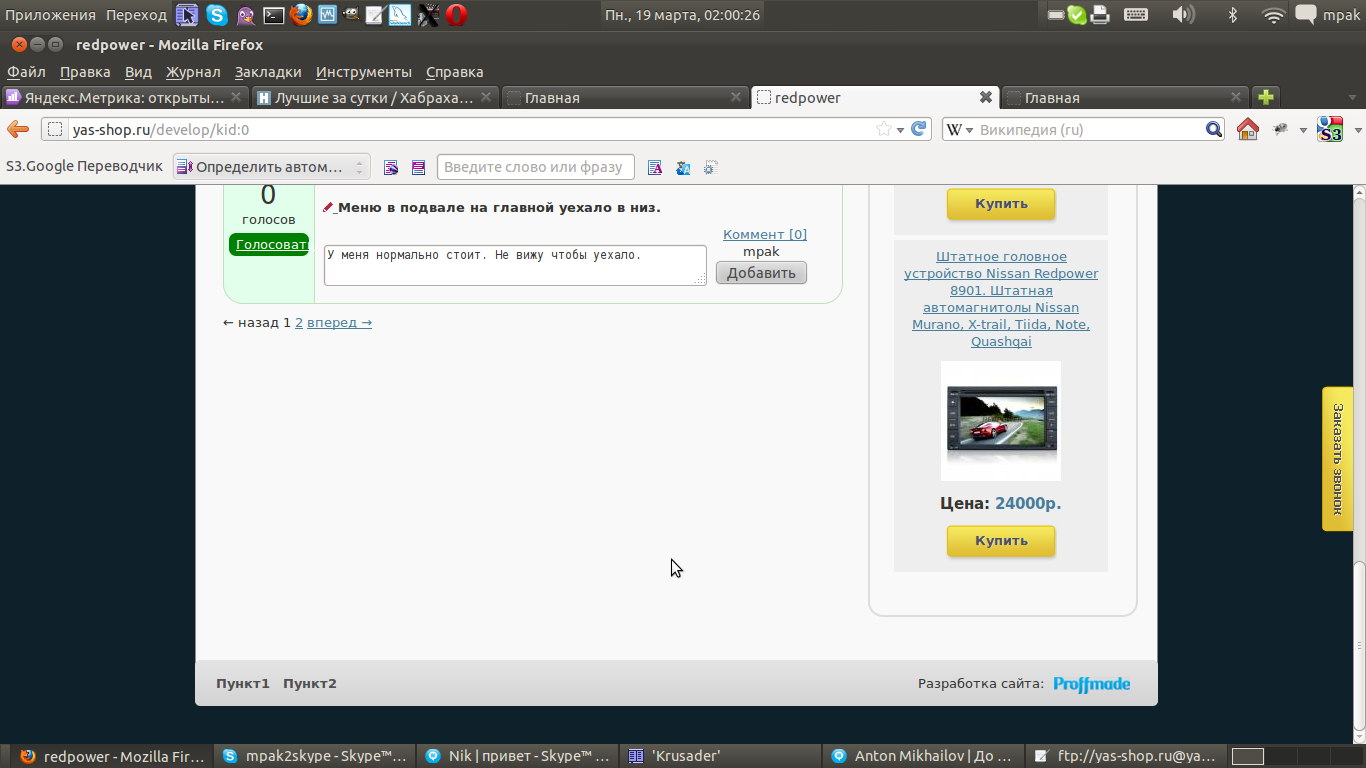 Приложения Переход Пн., 19 марта, 02:00:26 mpak
redpower - Mozilla Firefox
Файл Правка Вид Журнал Закладки Инструменты Справка
Яндекс.Метрика: открыты... Лучшие за сутки / Хабраха... Главная redpower Главная
yas-shop.ru/develop/kid:0 W Википедия (ru) S3
S3.Google Переводчик Определить автом... Введите слово или фразу
0
голосов
Голосоват
Меню в подвале на главной уехало в низ.
Коммент [0]
mpak
У меня нормально стоит. Не вижу чтобы уехало.
Добавить
← назад 1 2 вперед →
Купить
Штатное головное
устройство Nissan Redpower
8901. Штатная
автомагнитолы Nissan
Murano, X-trail, Tiida, Note,
Quashqai
Цена: 24000р.
Купить
Заказать звонок
Пункт1 Пункт2 Разработка сайта: Proffmade
redpower - Mozilla Fir... mpak2skype - Skype™... Nik | привет - Skype™ ... 'Krusader' Anton Mikhailov | До ... ftp://yas-shop.ru@ya...